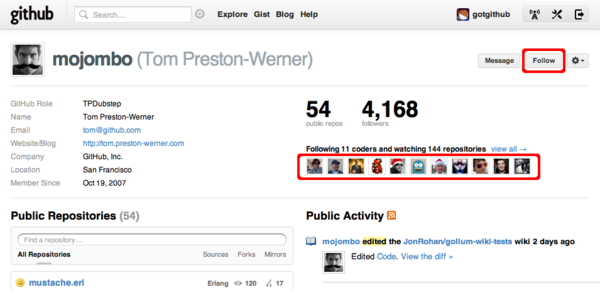 github
Search...
Explore Gist Blog Help
gotgithub
mojombo (Tom Preston-Werner)
Message
Follow
GitHub Role TPDubstep
Name Tom Preston-Werner
Email tom@github.com
Website/Blog http://tom.preston-werner.com
Company GitHub, Inc.
Location San Francisco
Member Since Oct 19, 2007
54 4,168
public repos followers
Following 11 coders and watching 144 repositories view all →
Public Repositories (54)
Find a repository...
All Repositories Sources Forks Mirrors
mustache.erl Erlang 120 17
Public Activity
mojombo edited the JonRohan/gollum-wiki-tests wiki 2 days ago
Edited Code. View the diff »